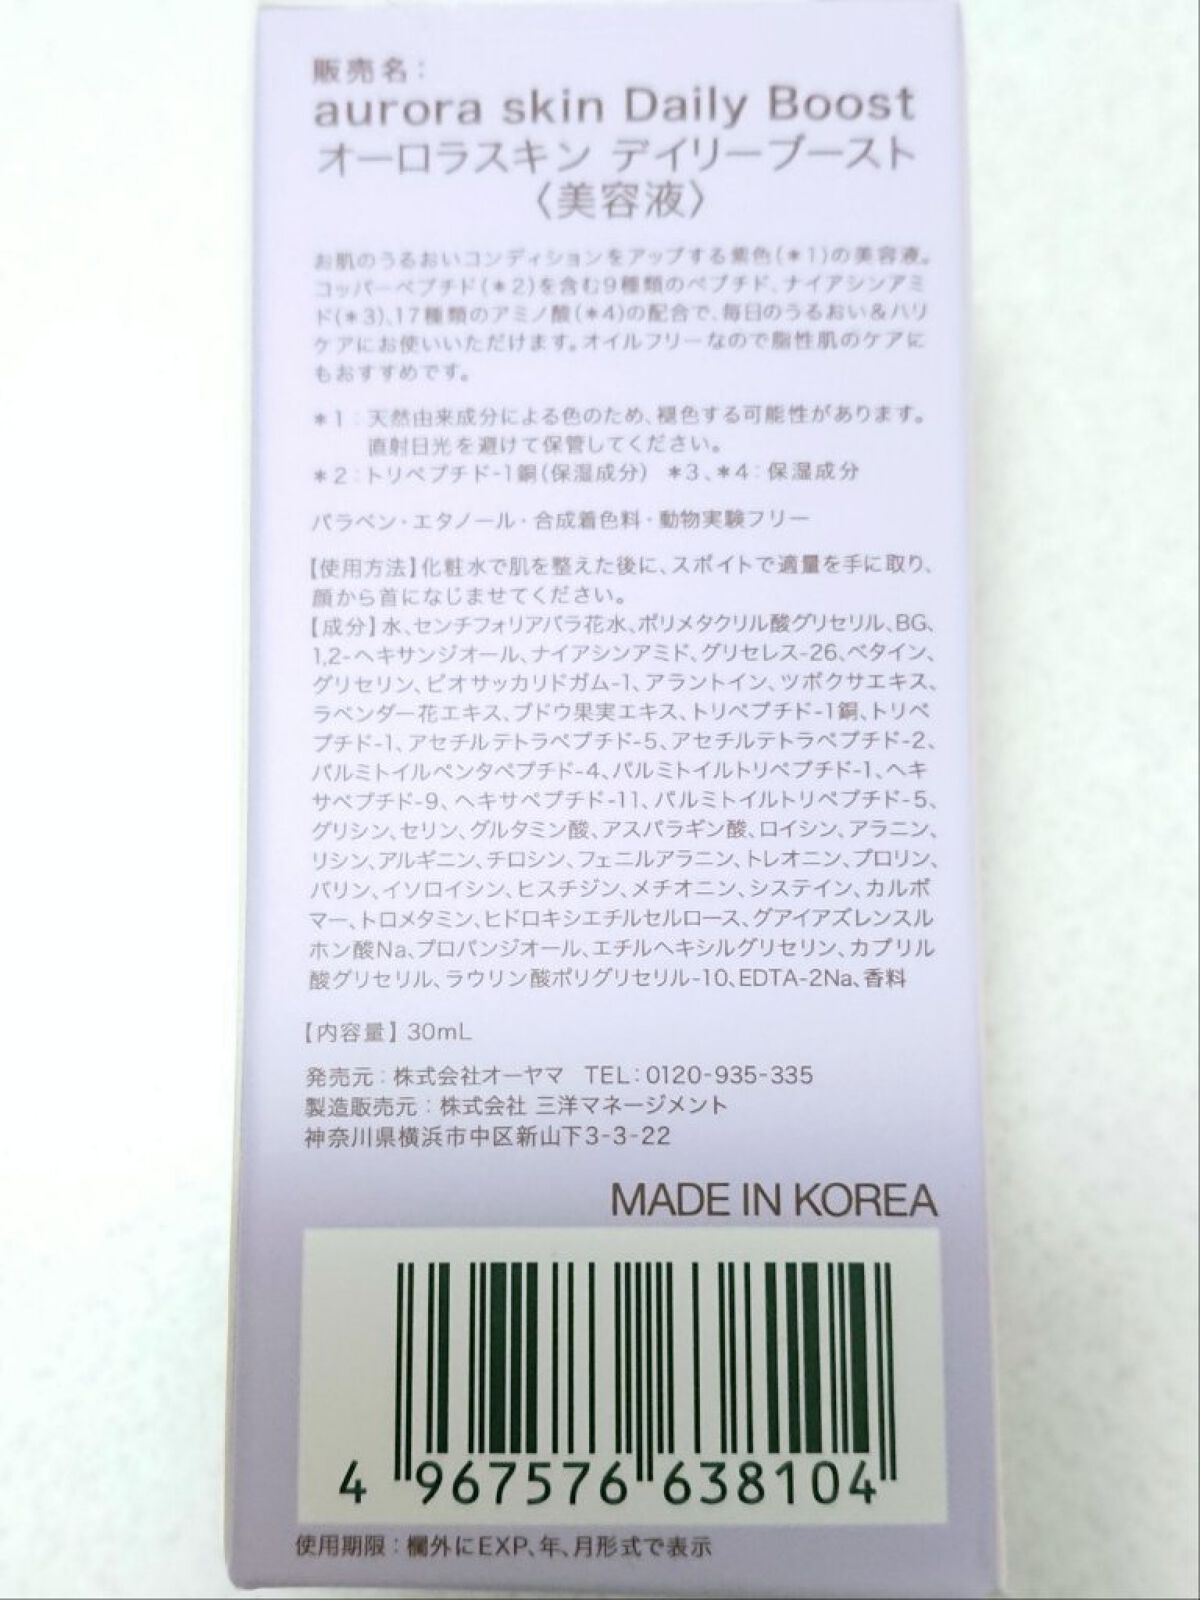 販売名:
aurora skin Daily Boost
オーロラスキン デイリーブースト
〈美容液〉
お肌のうるおいコンディションをアップする紫色(*1)の美容液。
コッパーペプチド(*2)を含む9種類のペプチド、ナイアシンアミ
ド(*3)、17種類のアミノ酸(*4)の配合で、毎日のうるおい&ハリ
ケアにお使いいただけます。オイルフリーなので脂性肌のケアに
もおすすめです。
*1:天然由来成分による色のため、褪色する可能性があります。
直射日光を避けて保管してください。
*2:トリペプチド-1銅(保湿成分) *3、*4:保湿成分
パラベン・エタノール・合成着色料・動物実験フリー
【使用方法】化粧水で肌を整えた後に、スポイトで適量を手に取り、
顔から首になじませてください。
【成分】水、センチフォリアバラ花水、ポリメタクリル酸グリセリル、BG、
1,2-ヘキサンジオール、ナイアシンアミド、グリセレス-26、ベタイン、
グリセリン、ビオサッカリドガム-1、アラントイン、ツボクサエキス、
ラベンダー花エキス、ブドウ果実エキス、トリペプチド-1銅、トリペ
プチド-1、アセチルテトラペプチド-5、アセチルテトラペプチド-2、
パルミトイルペンタペプチド-4、パルミトイルトリペプチド-1、ヘキ
サペプチド-9、ヘキサペプチド-11、パルミトイルトリペプチド-5、
グリシン、セリン、グルタミン酸、アスパラギン酸、ロイシン、アラニン、
リシン、アルギニン、チロシン、フェニルアラニン、トレオニン、プロリン、
バリン、イソロイシン、ヒスチジン、メチオニン、システイン、カルボ
マー、トロメタミン、ヒドロキシエチルセルロース、グアイアズレンスル
ホン酸Na、プロパンジオール、エチルヘキシルグリセリン、カプリル
酸グリセリル、ラウリン酸ポリグリセリル-10、EDTA-2Na、香料
【内容量】30mL
発売元:株式会社オーヤマ TEL:0120-935-335
製造販売元:株式会社 三洋マネージメント
神奈川県横浜市中区新山下3-3-22
MADE IN KOREA
4 967576 638104
使用期限:欄外にEXP、年、月形式で表示